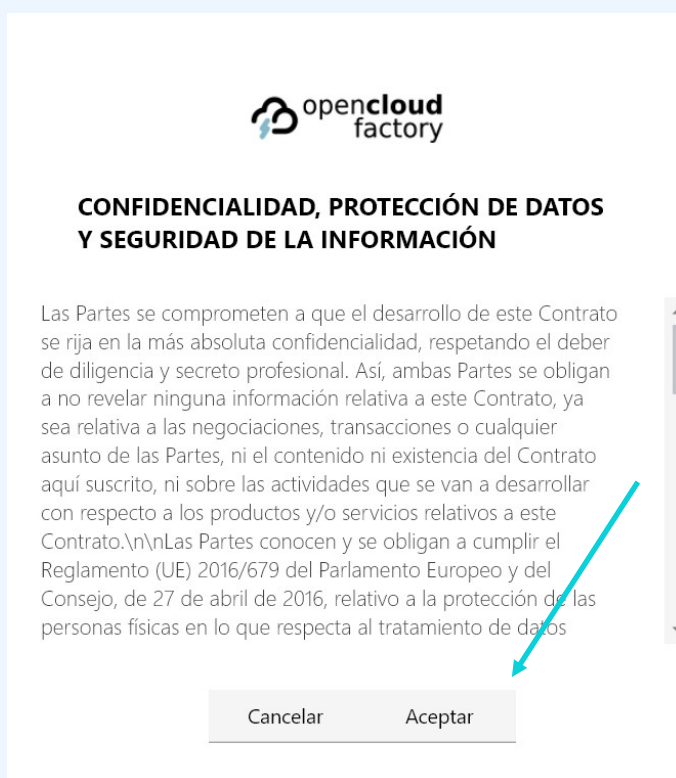 opencloud
factory
CONFIDENCIALIDAD, PROTECCIÓN DE DATOS
Y SEGURIDAD DE LA INFORMACIÓN
Las Partes se comprometen a que el desarrollo de este Contrato
se rija en la más absoluta confidencialidad, respetando el deber
de diligencia y secreto profesional. Así, ambas Partes se obligan
a no revelar ninguna información relativa a este Contrato, ya
sea relativa a las negociaciones, transacciones o cualquier
asunto de las Partes, ni el contenido ni existencia del Contrato
aquí suscrito, ni sobre las actividades que se van a desarrollar
con respecto a los productos y/o servicios relativos a este
Contrato.\n\nLas Partes conocen y se obligan a cumplir el
Reglamento (UE) 2016/679 del Parlamento Europeo y del
Consejo, de 27 de abril de 2016, relativo a la protección de las
personas físicas en lo que respecta al tratamiento de datos
Cancelar Aceptar